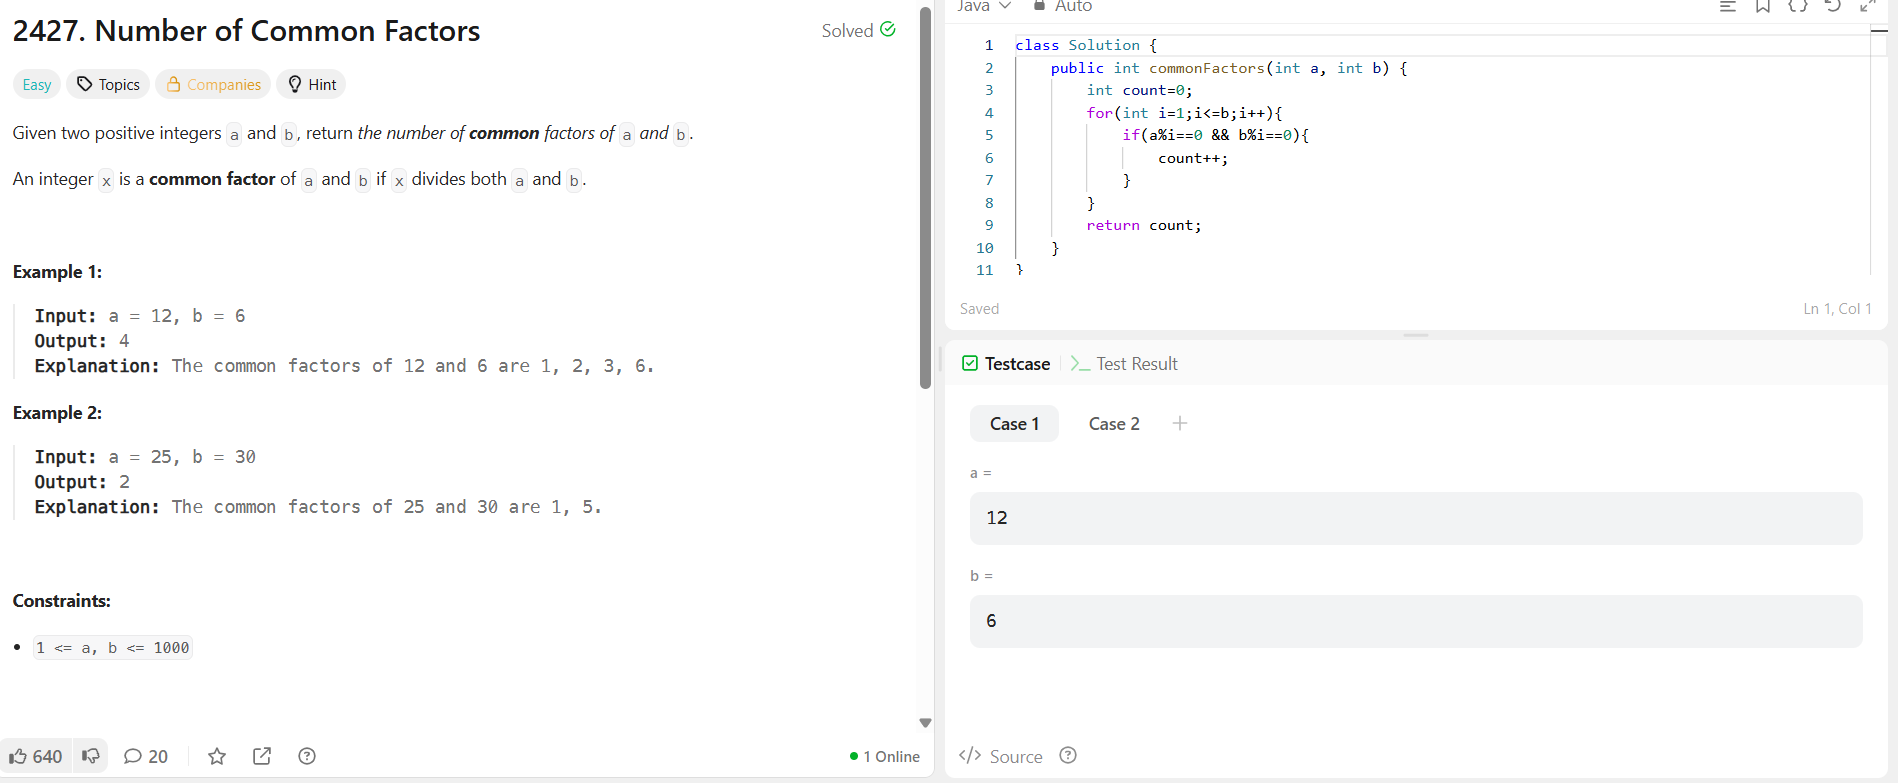 2427. Number of Common Factors
Solved
Easy
Topics
Companies
Hint
Given two positive integers a and b, return the number of common factors of a and b.
An integer x is a common factor of a and b if x divides both a and b.
Example 1:
Input: a = 12, b = 6
Output: 4
Explanation: The common factors of 12 and 6 are 1, 2, 3, 6.
Example 2:
Input: a = 25, b = 30
Output: 2
Explanation: The common factors of 25 and 30 are 1, 5.
Constraints:
• 1 <= a, b <= 1000
640
20
1 Online
Java
Auto
1 class Solution {
2 public int commonFactors(int a, int b) {
3 int count=0;
4 for(int i=1;i<=b;i++){
5 if(a%i==0 && b%i==0){
6 count++;
7 }
8 }
9 return count;
10 }
11 }
Saved
Ln 1, Col 1
Testcase
Test Result
Case 1
Case 2
a =
12
b =
6
Source